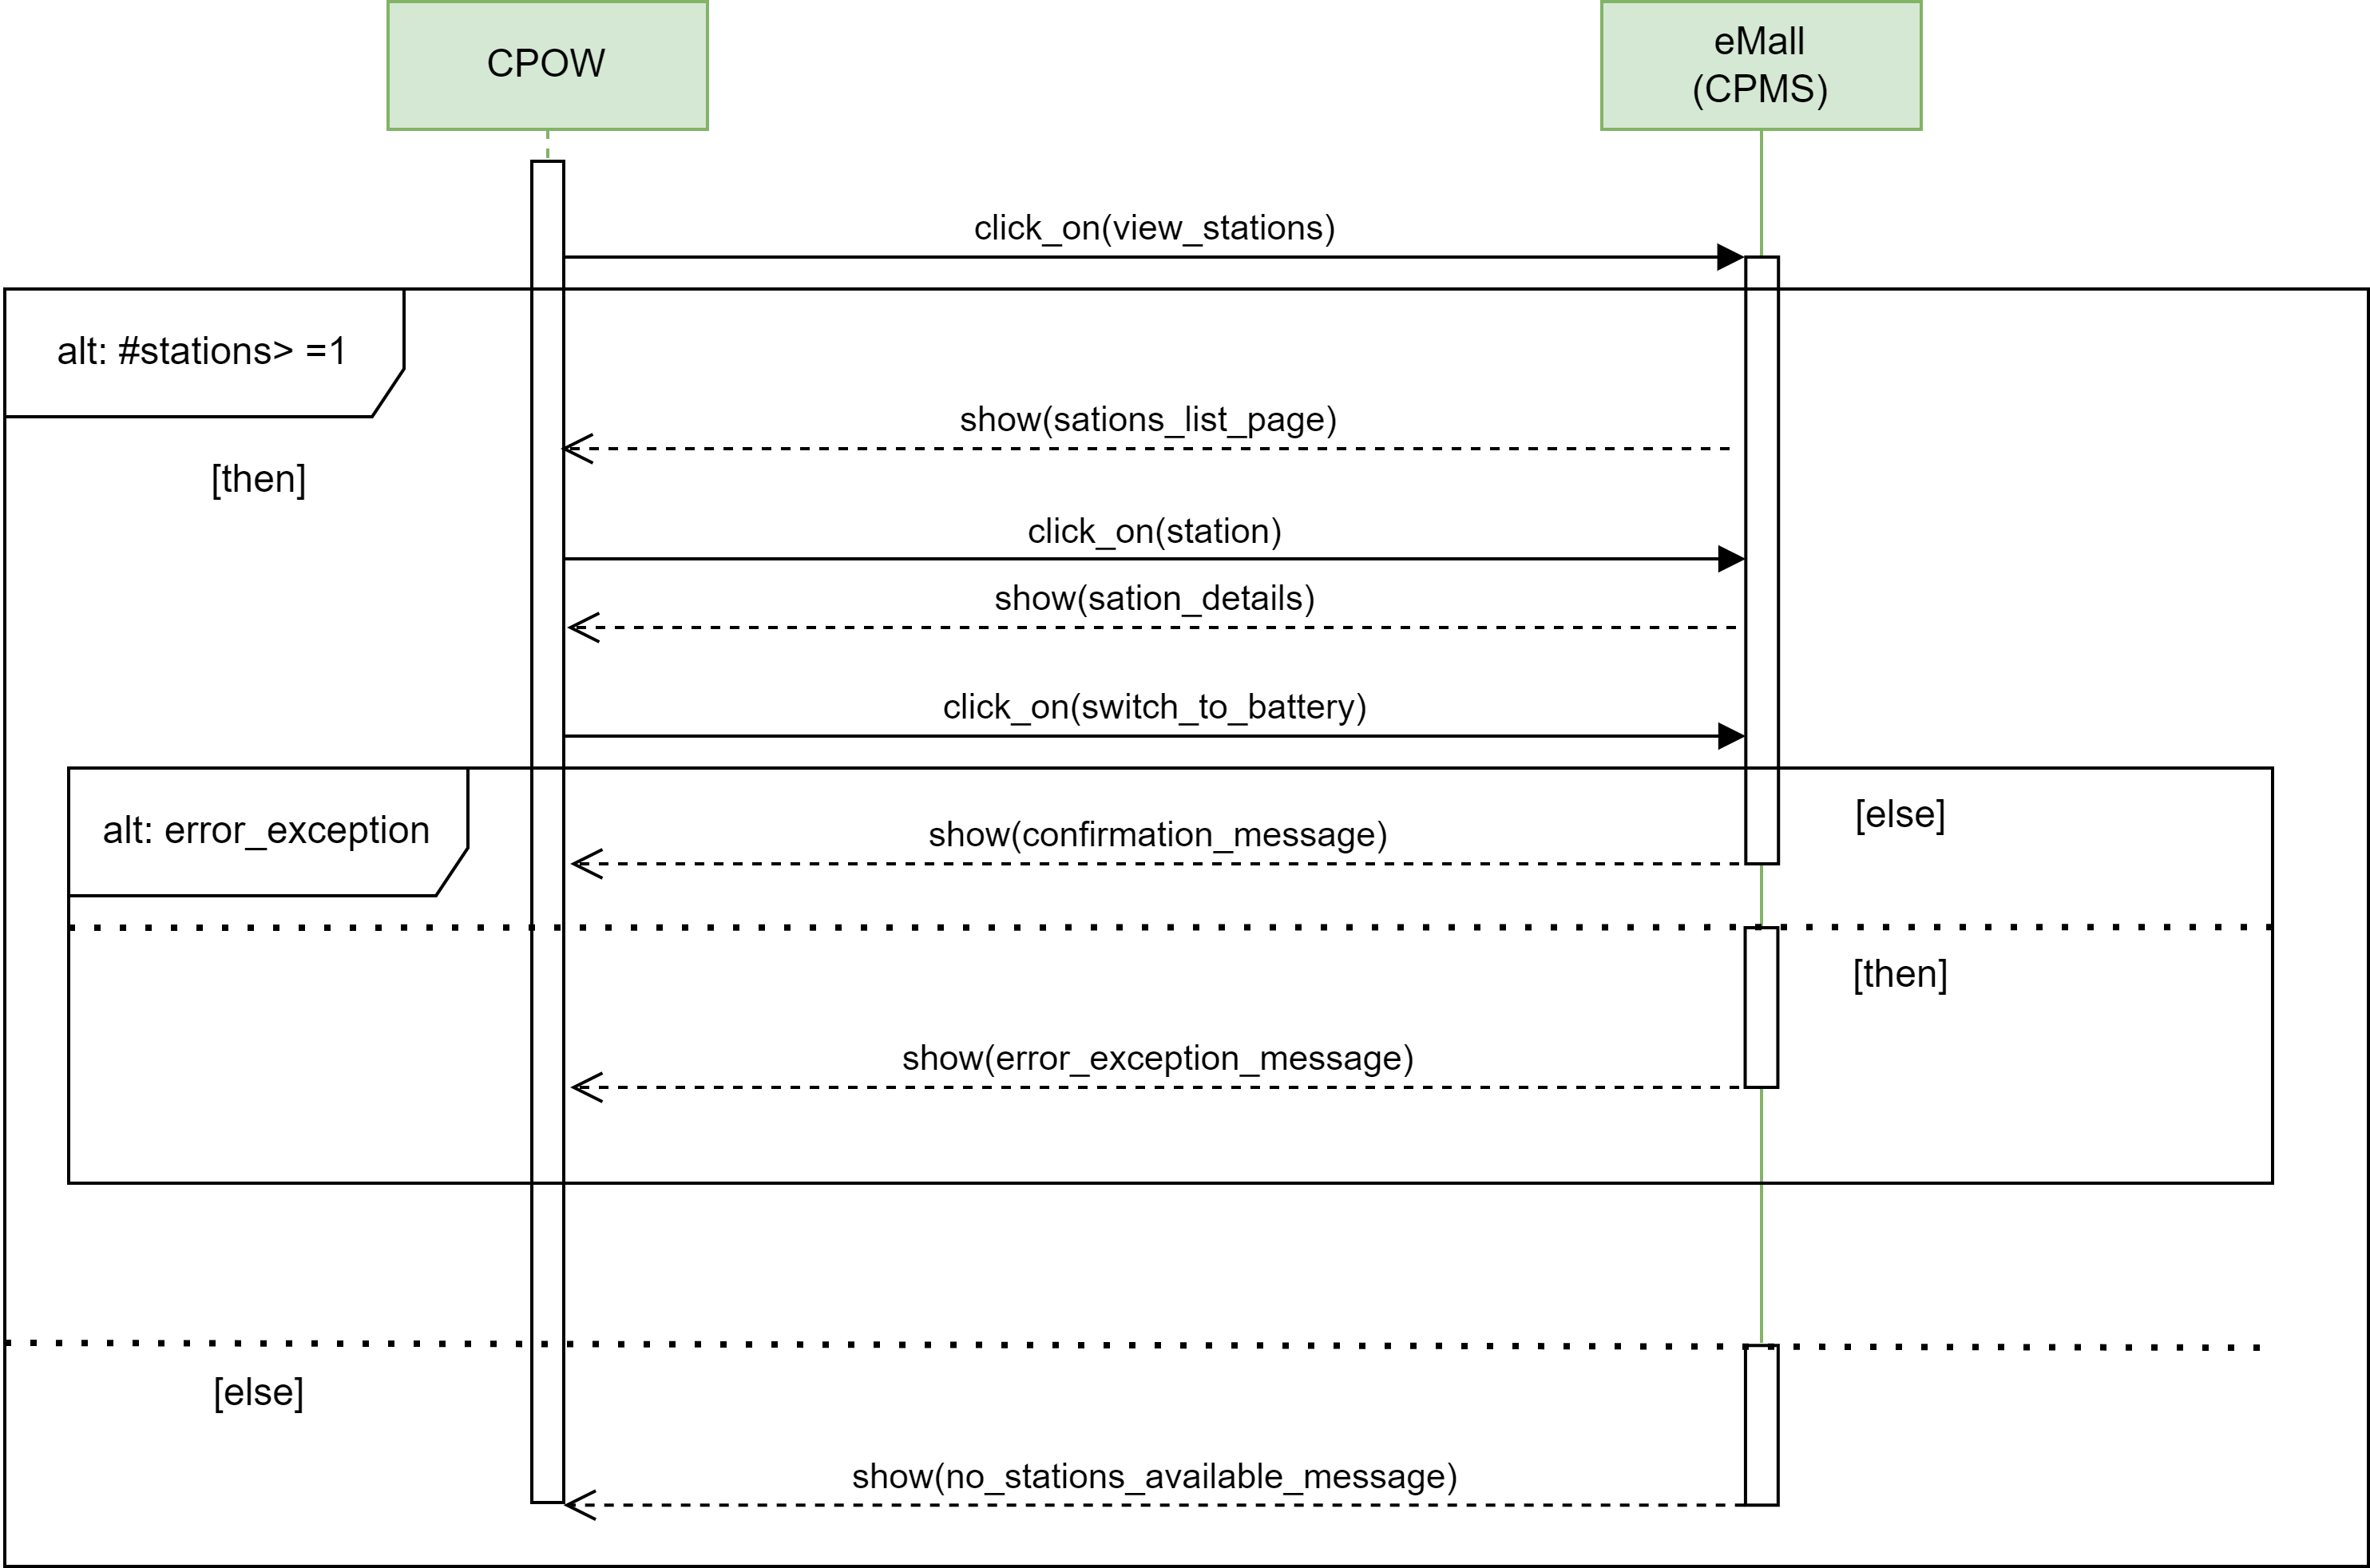 CPOW
eMall
(CPMS)
click_on(view_stations)
alt: #stations> =1
show(sations_list_page)
[then]
click_on(station)
show(sation_details)
click_on(switch_to_battery)
[else]
alt: error_exception
show(confirmation_message)
[then]
show(error_exception_message)
[else]
show(no_stations_available_message)